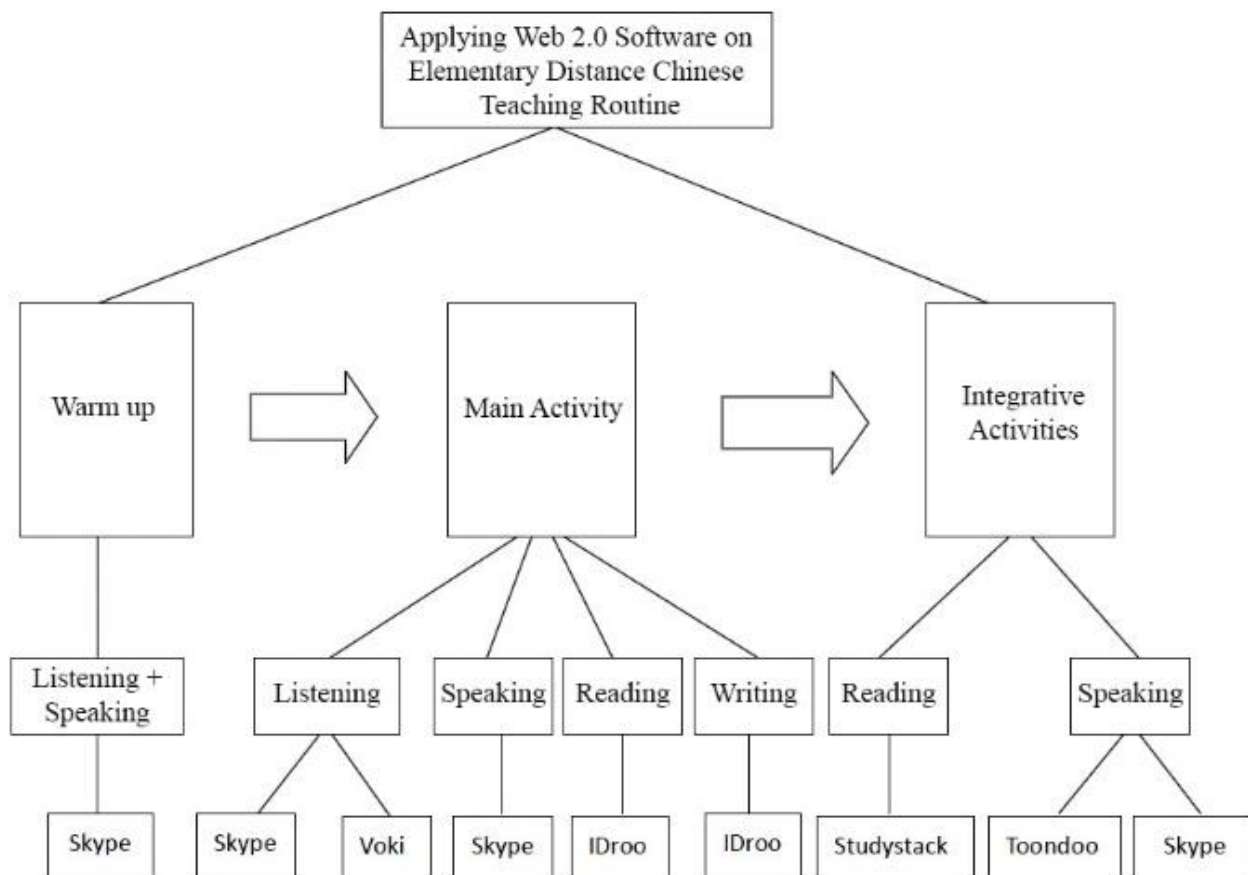 Applying Web 2.0 Software on
Elementary Distance Chinese
Teaching Routine
Warm up
Main Activity
Integrative
Activities
Listening +
Speaking
Listening
Speaking
Reading
Writing
Reading
Speaking
Skype
Skype
Voki
Skype
IDroo
IDroo
Studystack
Toondoo
Skype